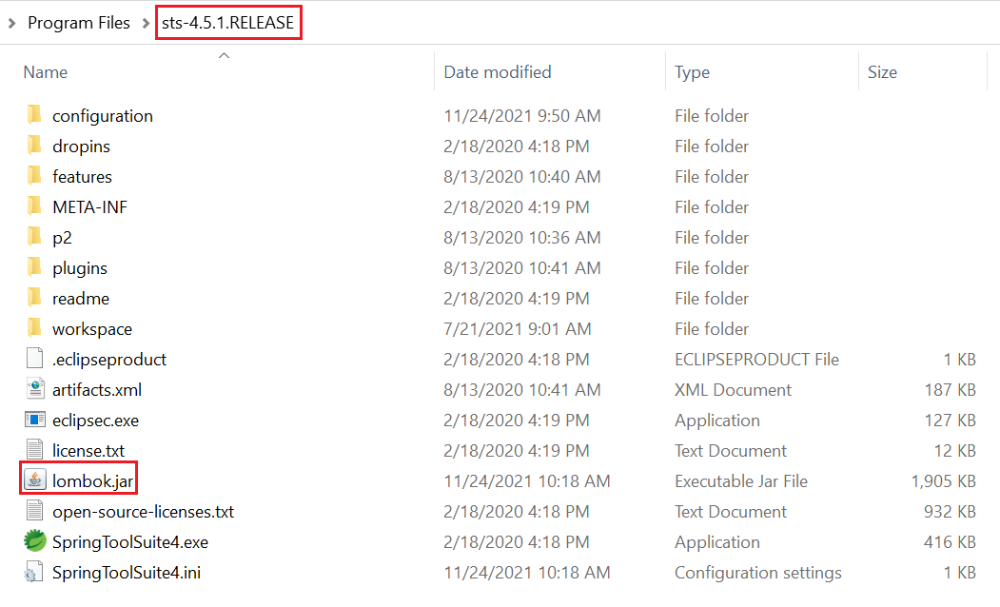 Program Files sts-4.5.1.RELEASE
Name Date modified Type Size
configuration 11/24/2021 9:50 AM File folder
dropins 2/18/2020 4:18 PM File folder
features 8/13/2020 10:40 AM File folder
META-INF 2/18/2020 4:19 PM File folder
p2 8/13/2020 10:36 AM File folder
plugins 8/13/2020 10:41 AM File folder
readme 2/18/2020 4:19 PM File folder
workspace 7/21/2021 9:01 AM File folder
.eclipseproduct 2/18/2020 4:18 PM ECLIPSEPRODUCT File 1 KB
artifacts.xml 8/13/2020 10:41 AM XML Document 187 KB
eclipsec.exe 2/18/2020 4:19 PM Application 127 KB
license.txt 2/18/2020 4:19 PM Text Document 12 KB
lombok.jar 11/24/2021 10:18 AM Executable Jar File 1,905 KB
open-source-licenses.txt 2/18/2020 4:18 PM Text Document 932 KB
SpringToolSuite4.exe 2/18/2020 4:18 PM Application 416 KB
SpringToolSuite4.ini 11/24/2021 10:18 AM Configuration settings 1 KB